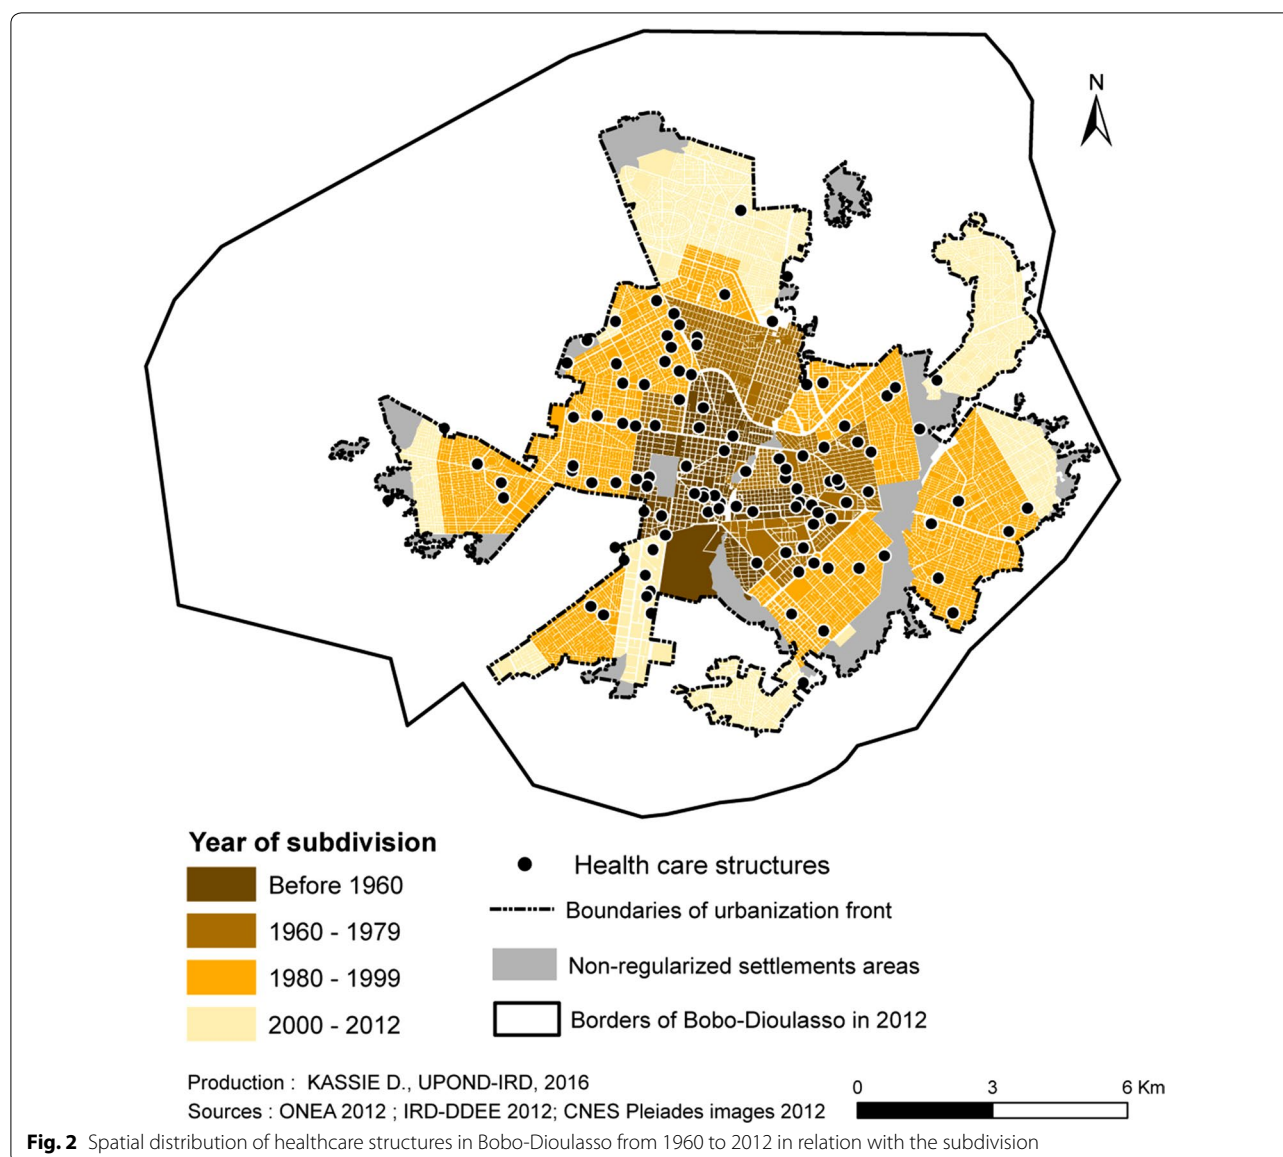 N
Year of subdivision
Before 1960
1960 - 1979
1980 - 1999
2000 - 2012
Health care structures
Boundaries of urbanization front
Non-regularized settlements areas
Borders of Bobo-Dioulasso in 2012
Production : KASSIE D., UPOND-IRD, 2016
Sources : ONEA 2012 ; IRD-DDEE 2012; CNES Pleiades images 2012
0 3 6 Km
Fig. 2 Spatial distribution of healthcare structures in Bobo-Dioulasso from 1960 to 2012 in relation with the subdivision